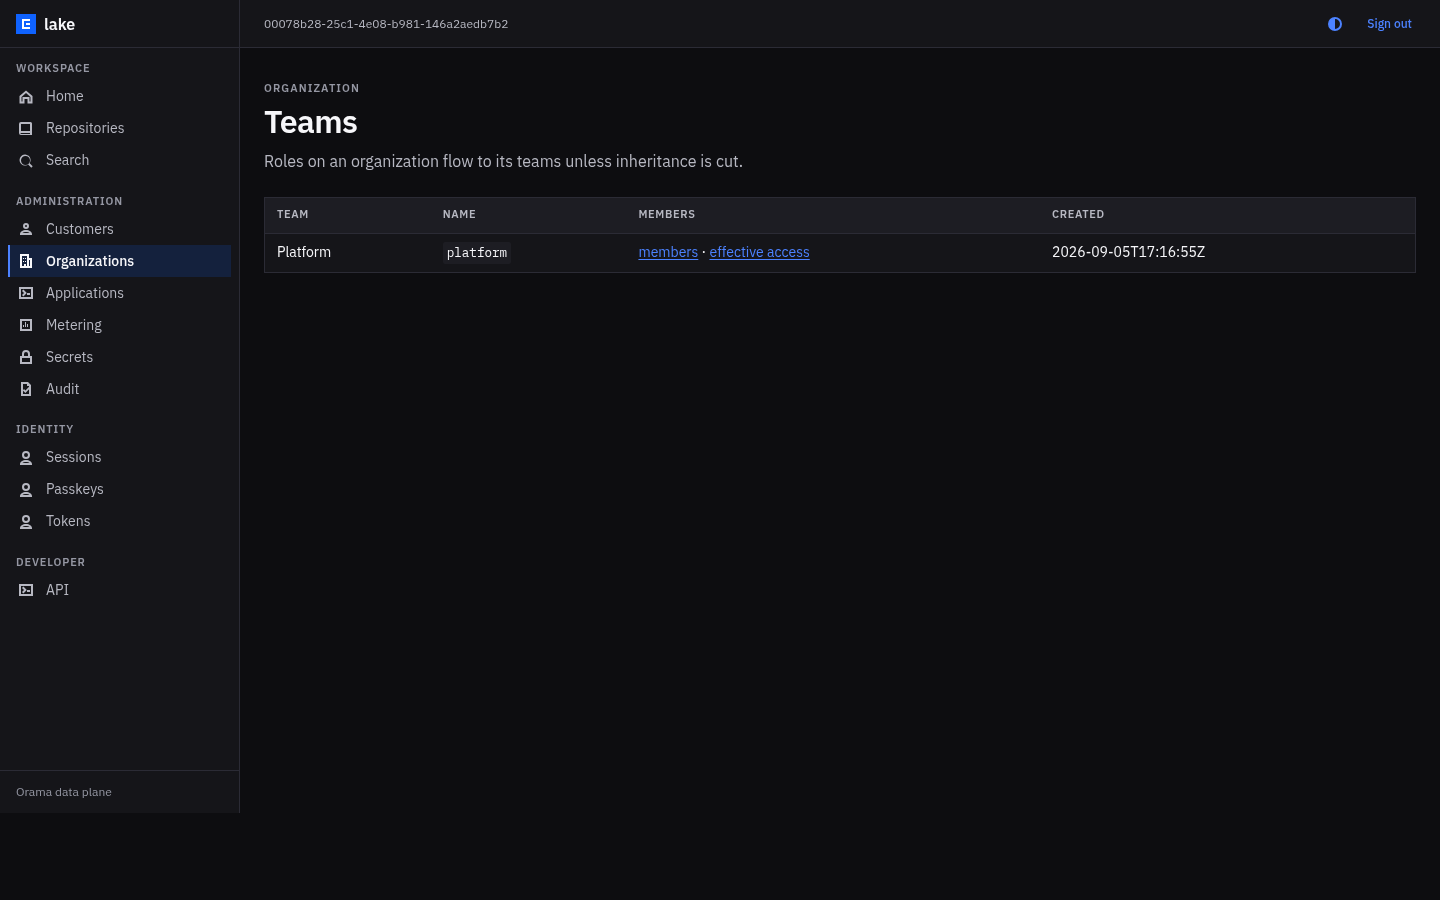 lake
00078b28-25c1-4e08-b981-146a2aedb7b2
Sign out
WORKSPACE
Home
Repositories
Search
ADMINISTRATION
Customers
Organizations
Applications
Metering
Secrets
Audit
IDENTITY
Sessions
Passkeys
Tokens
DEVELOPER
API
Orama data plane
ORGANIZATION
Teams
Roles on an organization flow to its teams unless inheritance is cut.
TEAM NAME MEMBERS CREATED
Platform platform members · effective access 2026-09-05T17:16:55Z